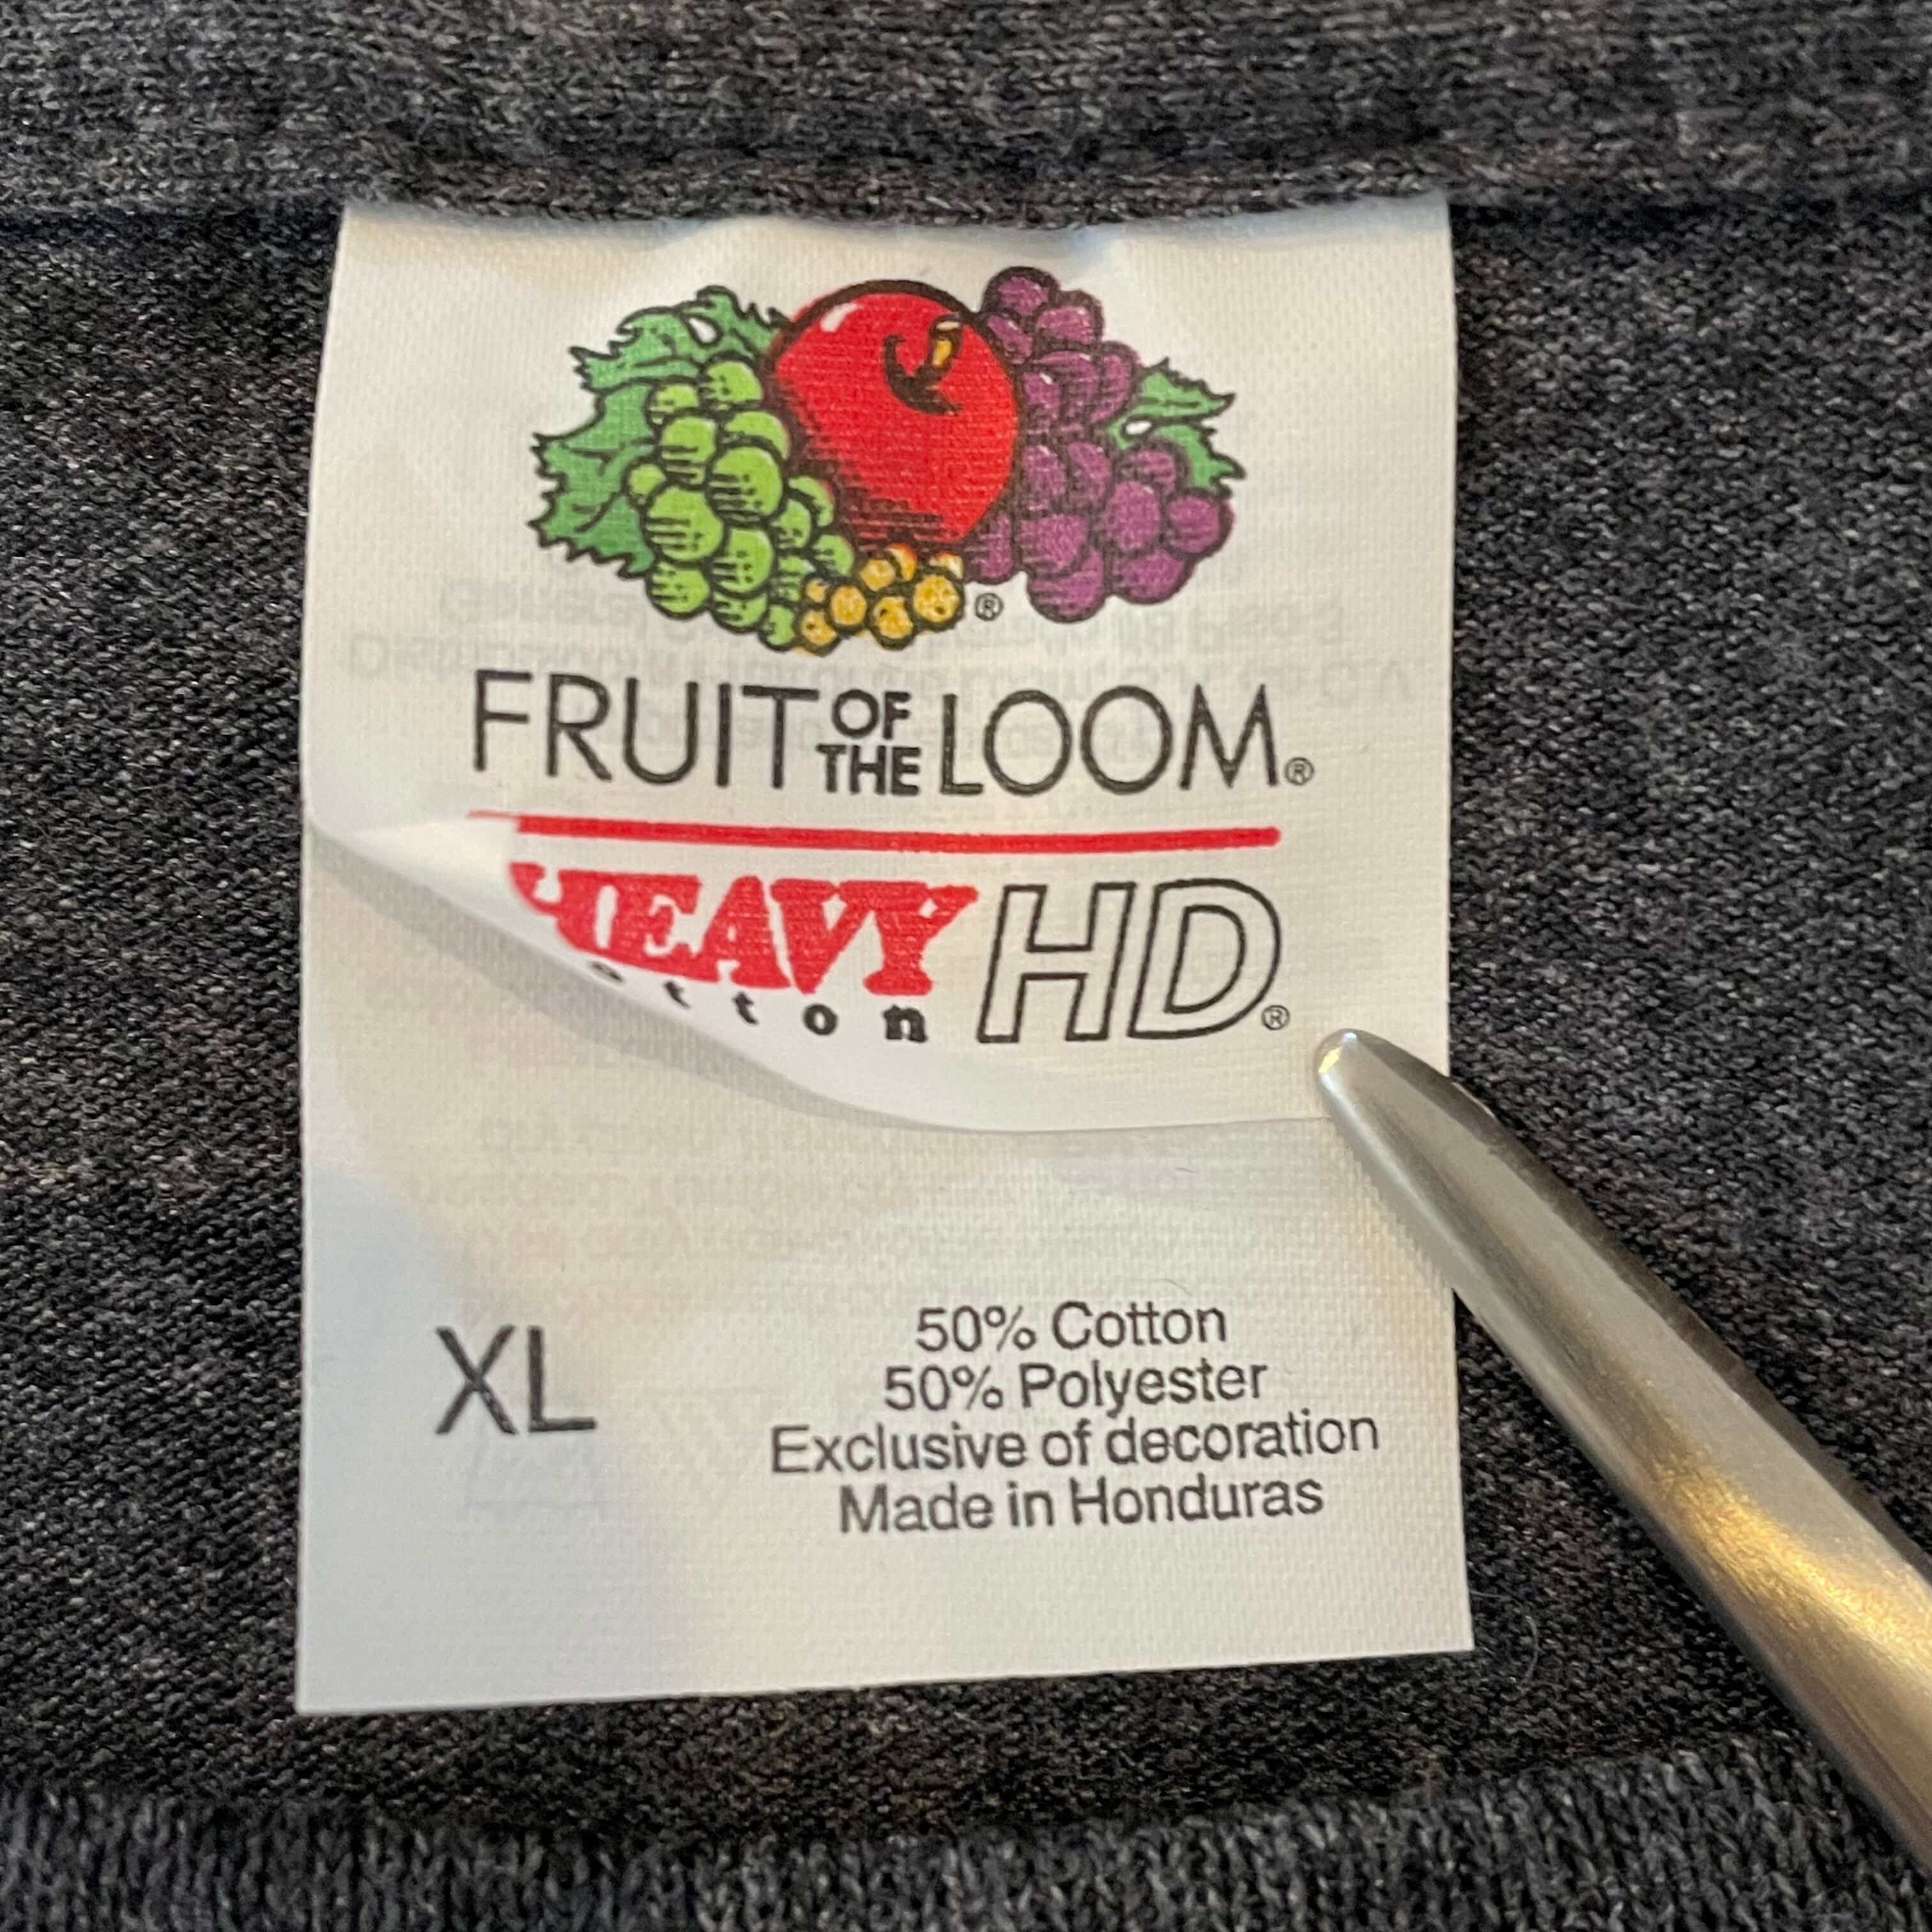 FRUIT OF THE LOOM®
HEAVY HD®
otton
XL
50% Cotton
50% Polyester
Exclusive of decoration
Made in Honduras